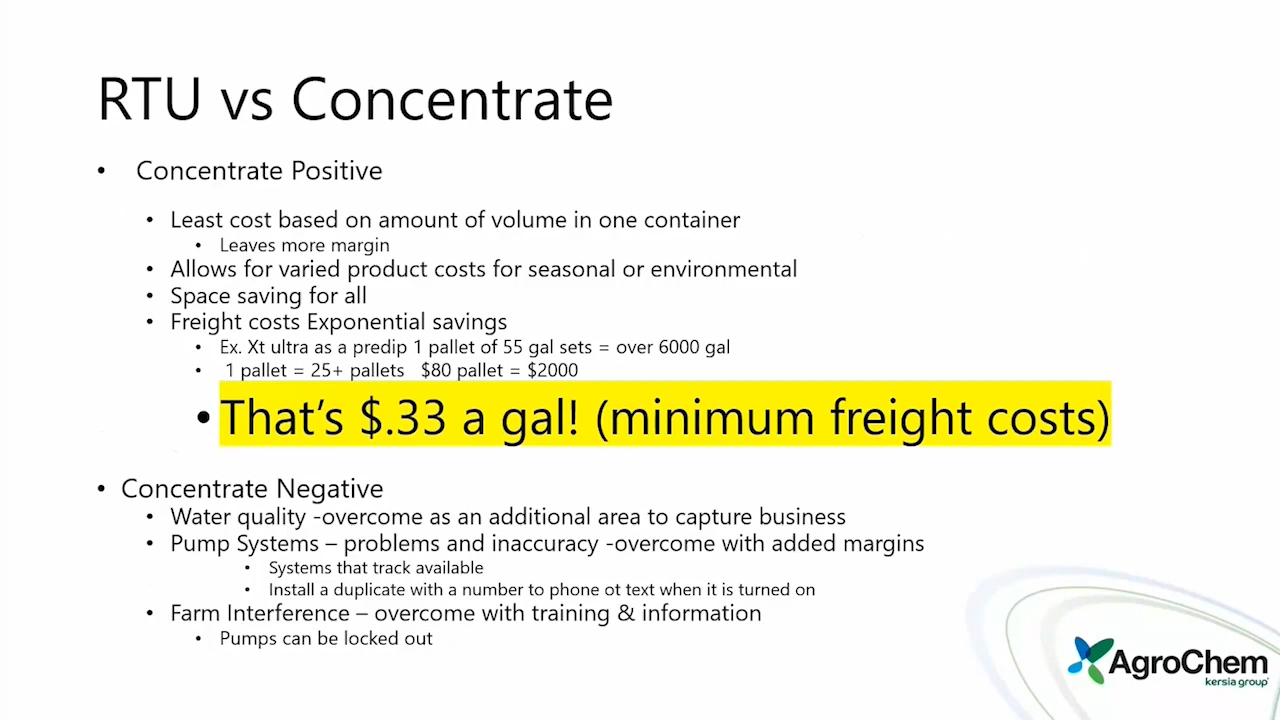 RTU vs Concentrate
• Concentrate Positive
• Least cost based on amount of volume in one container
• Leaves more margin
• Allows for varied product costs for seasonal or environmental
• Space saving for all
• Freight costs Exponential savings
• Ex. Xt ultra as a predip 1 pallet of 55 gal sets = over 6000 gal
• 1 pallet = 25+ pallets $80 pallet = $2000
• That's $.33 a gal! (minimum freight costs)
• Concentrate Negative
• Water quality -overcome as an additional area to capture business
• Pump Systems – problems and inaccuracy -overcome with added margins
• Systems that track available
• Install a duplicate with a number to phone ot text when it is turned on
• Farm Interference – overcome with training & information
• Pumps can be locked out
AgroChem
kersia group